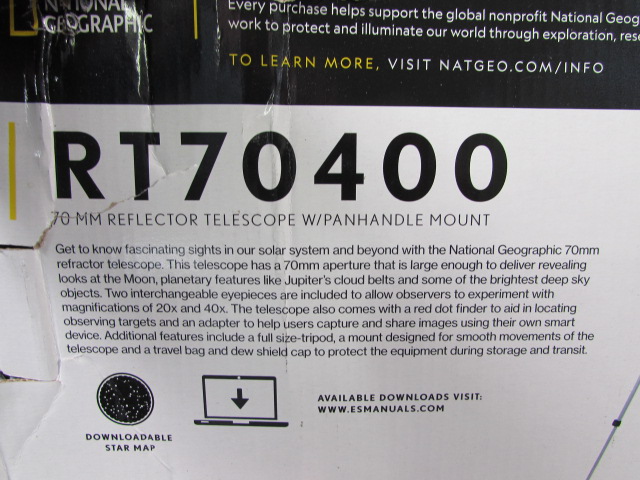 NATIONAL
GEOGRAPHIC
Every purchase helps support the global nonprofit National Geog
work to protect and illuminate our world through exploration, rese
TO LEARN MORE, VISIT NATGEO.COM/INFO
RT70400
70 MM REFLECTOR TELESCOPE W/PANHANDLE MOUNT
Get to know fascinating sights in our solar system and beyond with the National Geographic 70mm
refractor telescope. This telescope has a 70mm aperture that is large enough to deliver revealing
looks at the Moon, planetary features like Jupiter's cloud belts and some of the brightest deep sky
objects. Two interchangeable eyepieces are included to allow observers to experiment with
magnifications of 20x and 40x. The telescope also comes with a red dot finder to aid in locating
observing targets and an adapter to help users capture and share images using their own smart
device. Additional features include a full size-tripod, a mount designed for smooth movements of the
telescope and a travel bag and dew shield cap to protect the equipment during storage and transit.
AVAILABLE DOWNLOADS VISIT:
WWW.ESMANUALS.COM
DOWNLOADABLE
STAR MAP